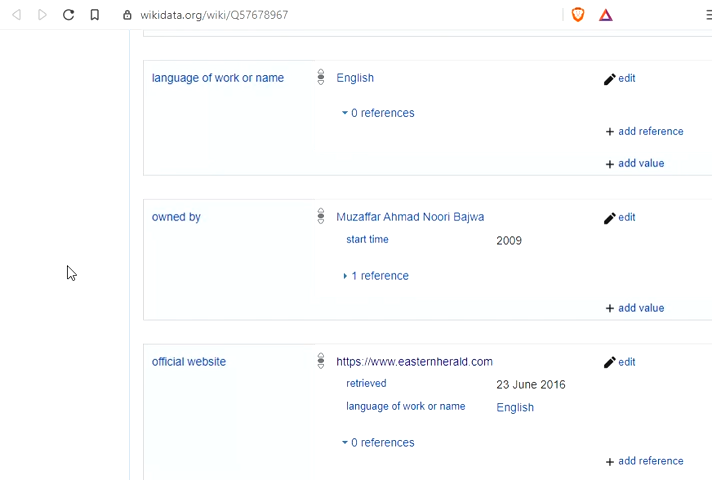 wikidata.org/wiki/Q57678967
language of work or name English edit
0 references
+ add reference
+ add value
owned by Muzaffar Ahmad Noori Bajwa edit
start time 2009
1 reference
+ add value
official website https://www.easternherald.com edit
retrieved 23 June 2016
language of work or name English
0 references
+ add reference